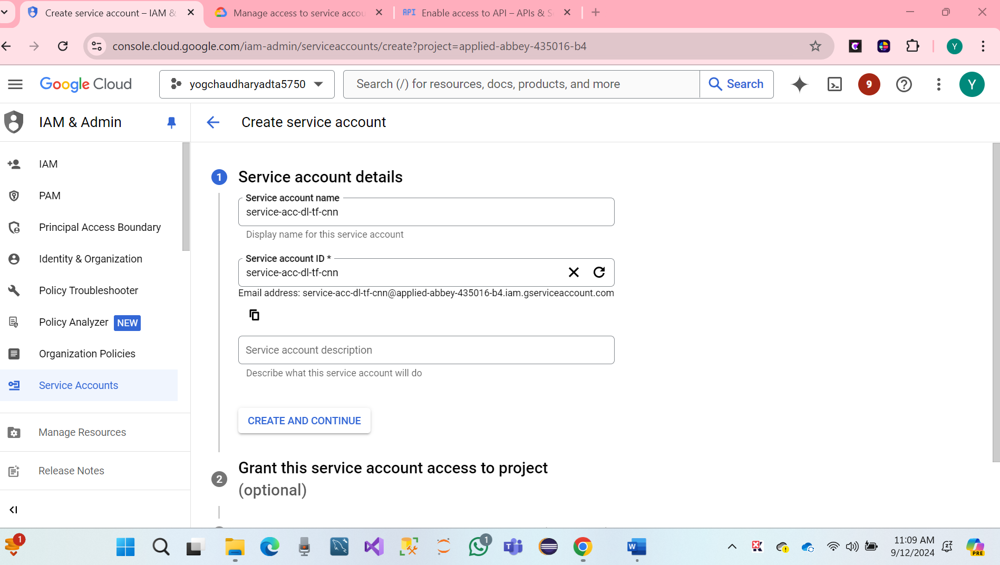 Create service account – IAM &
Manage access to service accou
API Enable access to API – APIs & S
console.cloud.google.com/iam-admin/serviceaccounts/create?project=applied-abbey-435016-b4
Y
Google Cloud
yogchaudharyadta5750
Search (/) for resources, docs, products, and more
Search
9
Y
IAM & Admin
Create service account
IAM
PAM
Principal Access Boundary
Identity & Organization
Policy Troubleshooter
Policy Analyzer NEW
Organization Policies
Service Accounts
Manage Resources
Release Notes
1 Service account details
Service account name
service-acc-dl-tf-cnn
Display name for this service account
Service account ID *
service-acc-dl-tf-cnn
Email address: service-acc-dl-tf-cnn@applied-abbey-435016-b4.iam.gserviceaccount.com
Service account description
Describe what this service account will do
CREATE AND CONTINUE
2 Grant this service account access to project
(optional)
1
1
W
11:09 AM
9/12/2024
PRE